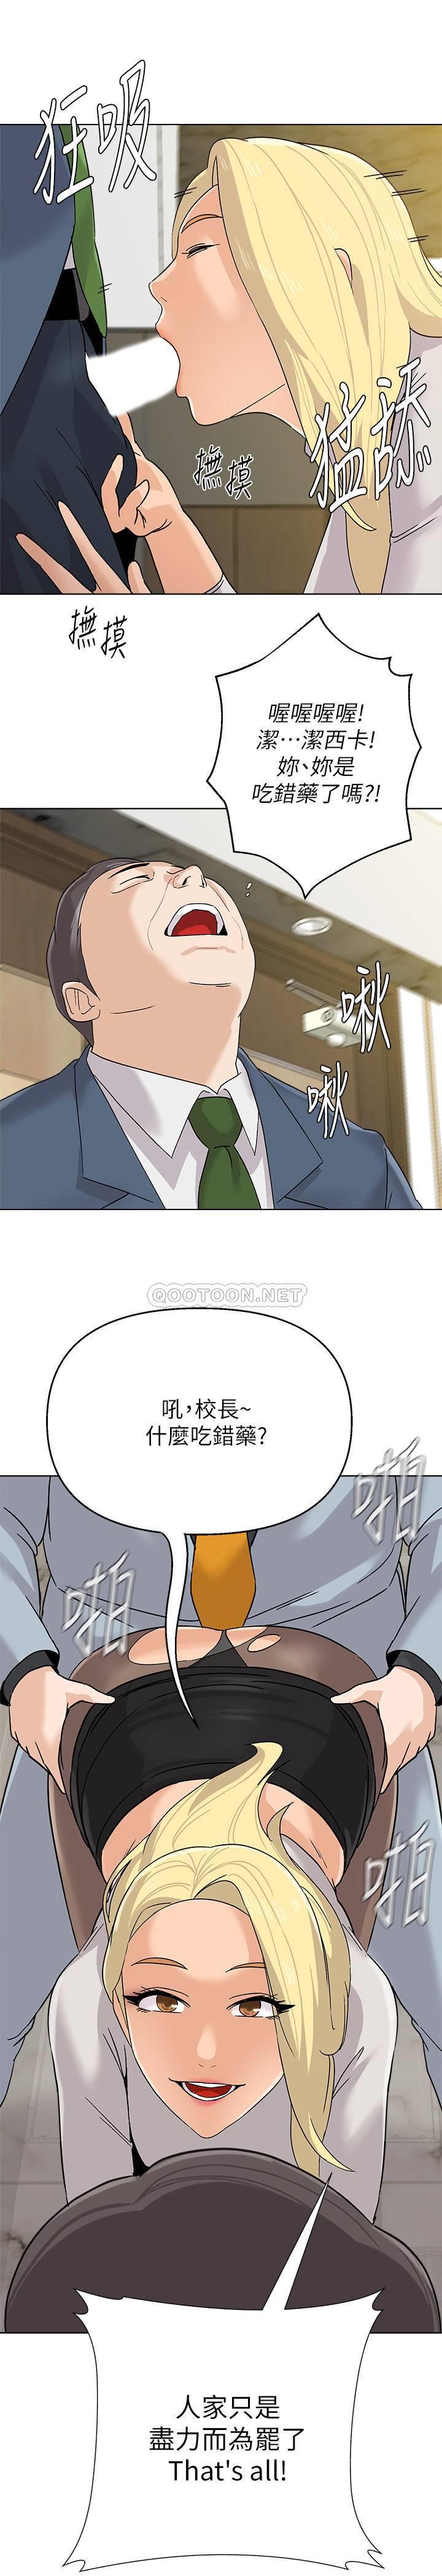 狂吸
猛舔
撫摸
撫摸
喔喔喔喔!
潔⋯潔西卡!
妳、妳是
吃錯藥了嗎?!
啾
啾
QOOTOON.NET
吼,校長~
什麼吃錯藥?
啪
啪
啪
人家只是
盡力而為罷了
That's all!